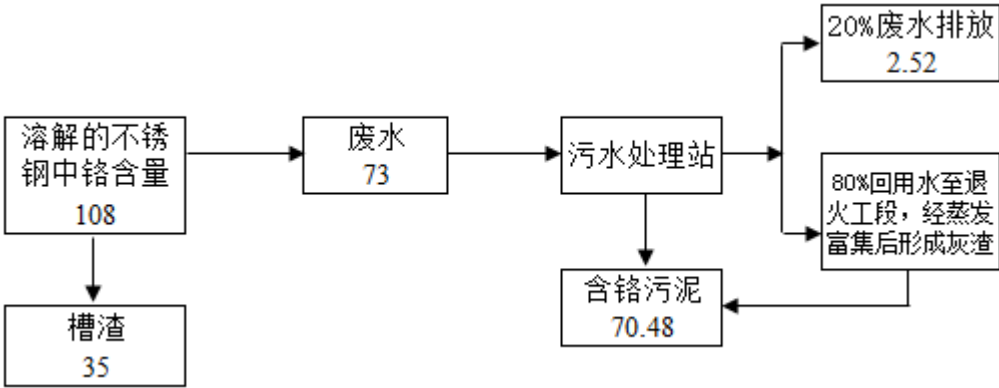 20%废水排放
2.52
溶解的不锈
钢中铬含量
108
废水
73
污水处理站
80%回用水至退
火工段，经蒸发
富集后形成灰渣
含铬污泥
70.48
槽渣
35